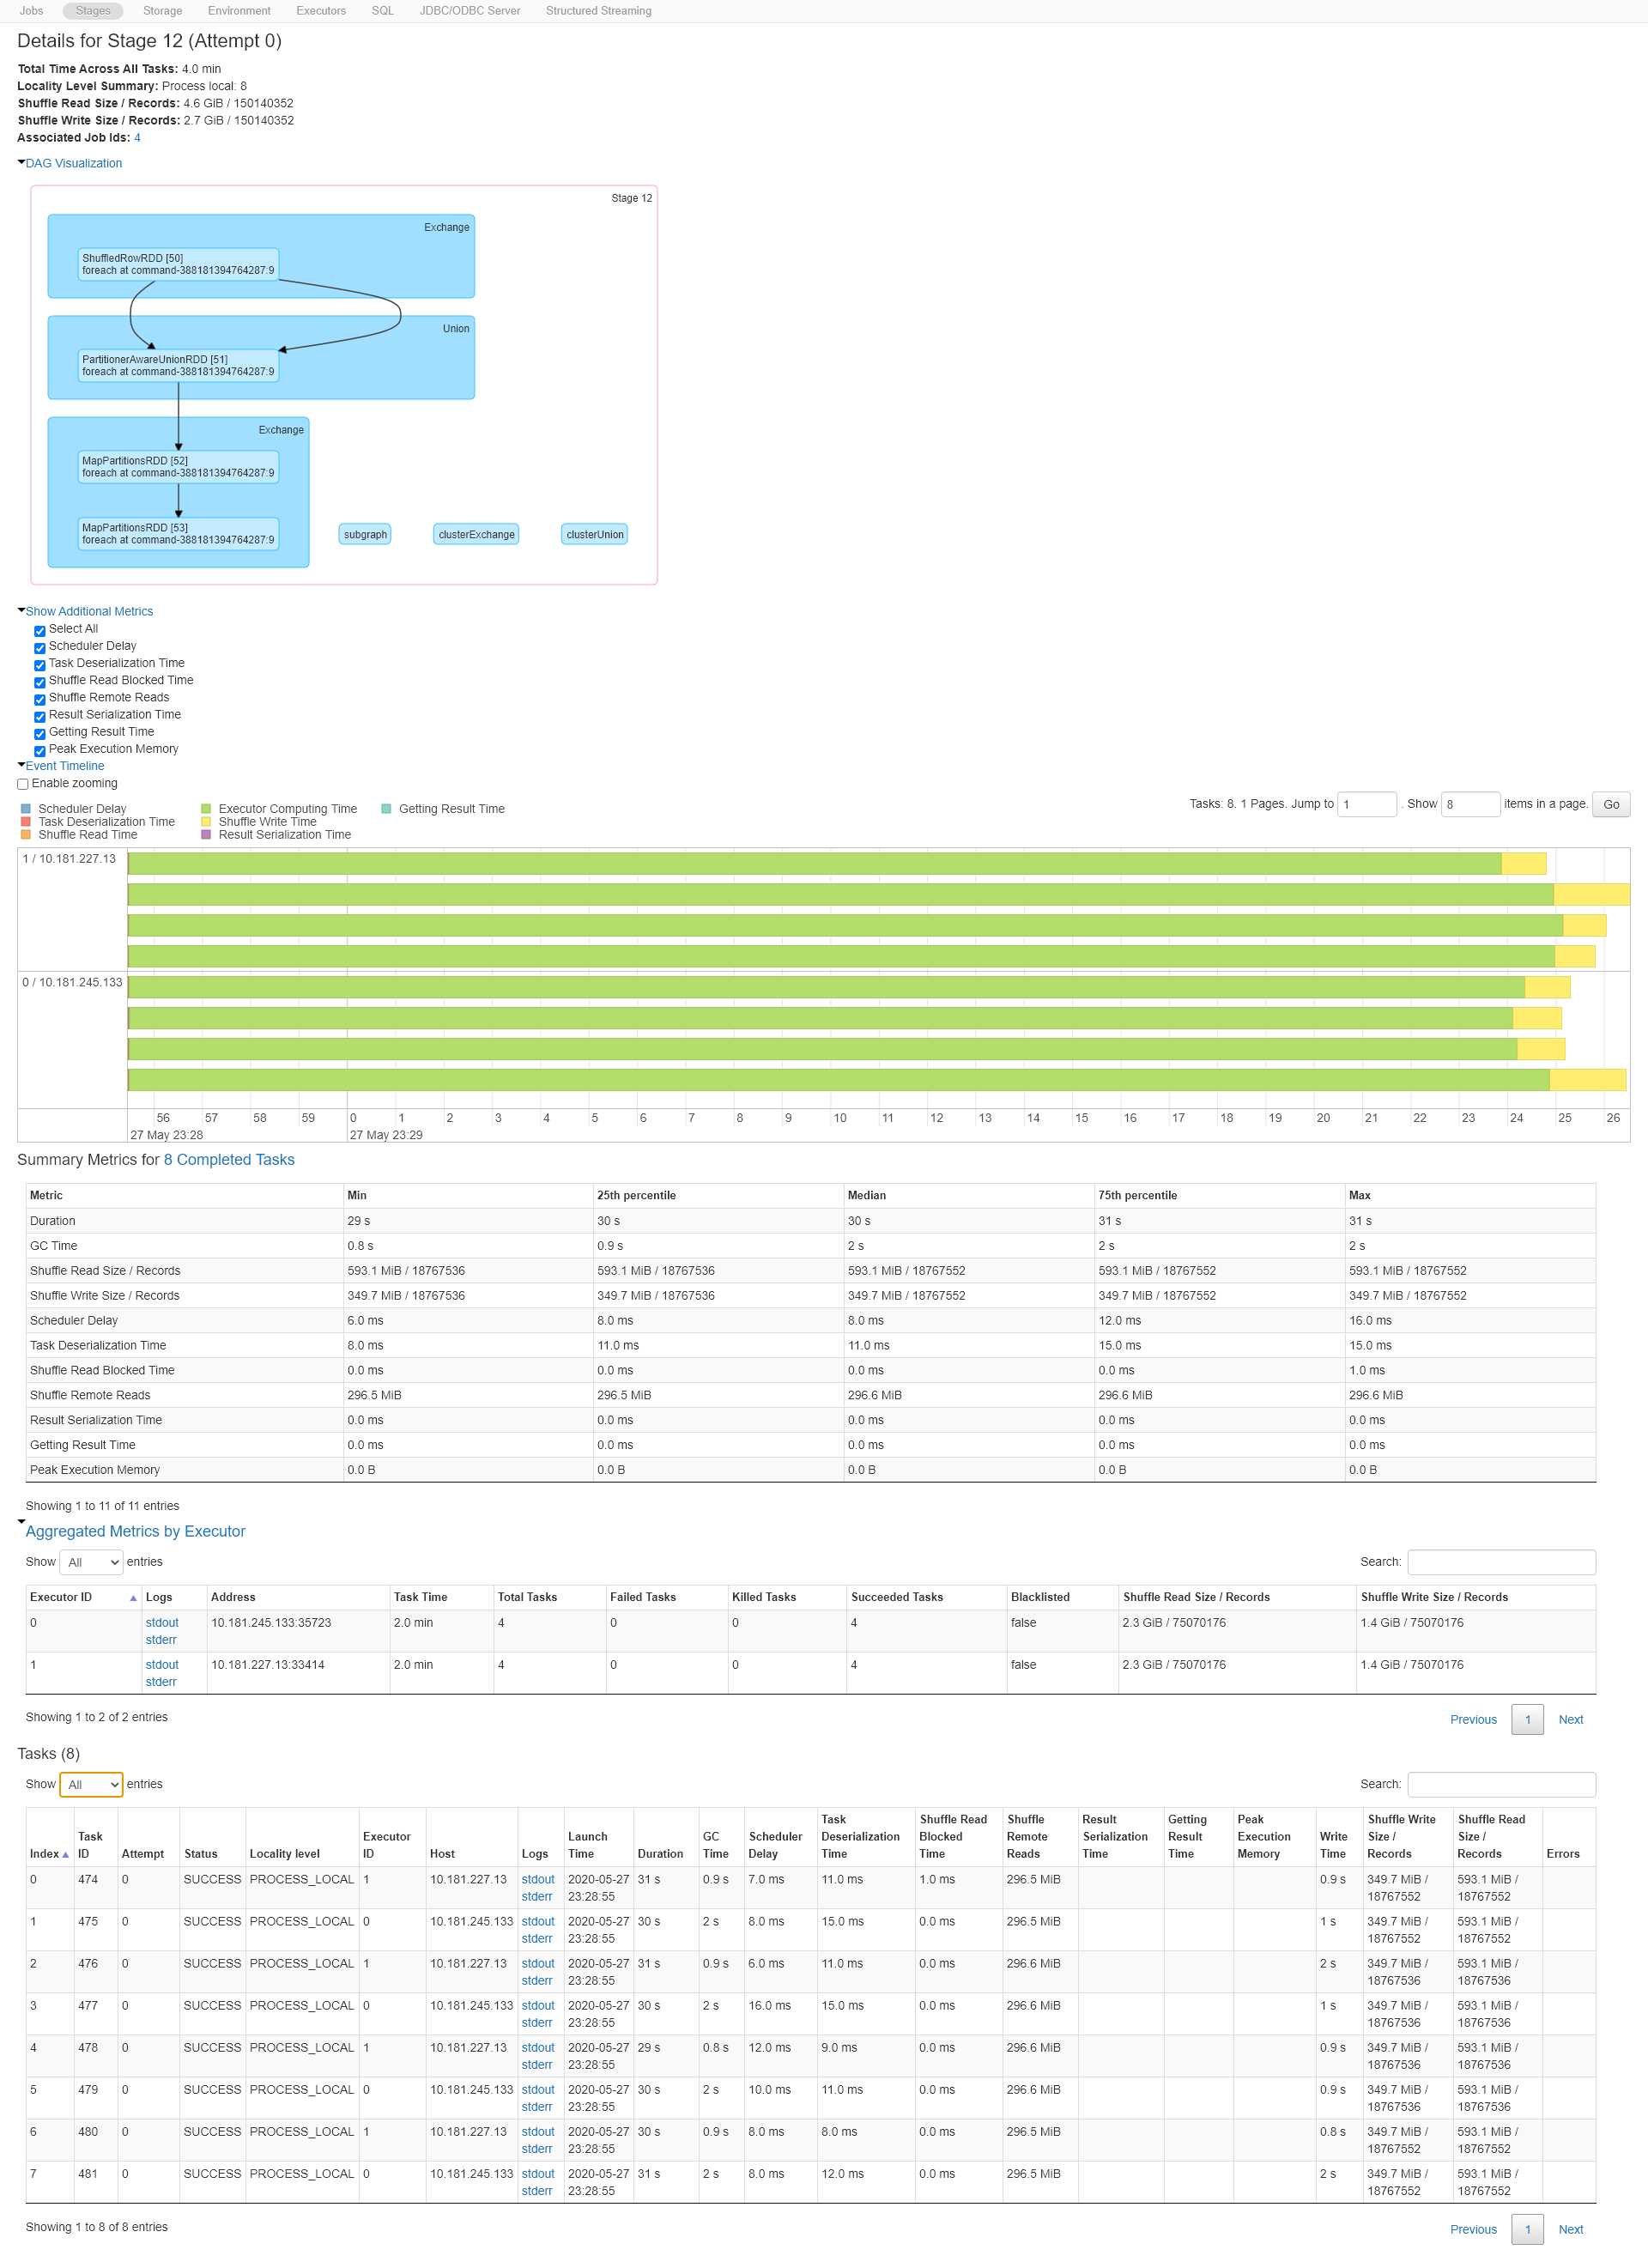 Jobs Stages Storage Environment Executors SQL JDBC/ODBC Server Structured Streaming
Details for Stage 12 (Attempt 0)
Total Time Across All Tasks: 4.0 min
Locality Level Summary: Process local: 8
Shuffle Read Size / Records: 4.6 GiB / 150140352
Shuffle Write Size / Records: 2.7 GiB / 150140352
Associated Job Ids: 4
DAG Visualization
Stage 12
Exchange
ShuffledRowRDD [50]
foreach at command-388181394764287:9
Union
PartitionerAwareUnionRDD [51]
foreach at command-388181394764287:9
Exchange
MapPartitionsRDD [52]
foreach at command-388181394764287:9
MapPartitionsRDD [53]
foreach at command-388181394764287:9
subgraph clusterExchange clusterUnion
Show Additional Metrics
Select All
Scheduler Delay
Task Deserialization Time
Shuffle Read Blocked Time
Shuffle Remote Reads
Result Serialization Time
Getting Result Time
Peak Execution Memory
Event Timeline
Enable zooming
Scheduler Delay Executor Computing Time Getting Result Time
Task Deserialization Time Shuffle Write Time
Shuffle Read Time Result Serialization Time
Tasks: 8. 1 Pages. Jump to 1 . Show 8 items in a page. Go
1 / 10.181.227.13
0 / 10.181.245.133
56 57 58 59 0 1 2 3 4 5 6 7 8 9 10 11 12 13 14 15 16 17 18 19 20 21 22 23 24 25 26
27 May 23:28 27 May 23:29
Summary Metrics for 8 Completed Tasks
Metric Min 25th percentile Median 75th percentile Max
Duration 29 s 30 s 30 s 31 s 31 s
GC Time 0.8 s 0.9 s 2 s 2 s 2 s
Shuffle Read Size / Records 593.1 MiB / 18767536 593.1 MiB / 18767536 593.1 MiB / 18767552 593.1 MiB / 18767552 593.1 MiB / 18767552
Shuffle Write Size / Records 349.7 MiB / 18767536 349.7 MiB / 18767536 349.7 MiB / 18767552 349.7 MiB / 18767552 349.7 MiB / 18767552
Scheduler Delay 6.0 ms 8.0 ms 8.0 ms 12.0 ms 16.0 ms
Task Deserialization Time 8.0 ms 11.0 ms 11.0 ms 15.0 ms 15.0 ms
Shuffle Read Blocked Time 0.0 ms 0.0 ms 0.0 ms 0.0 ms 1.0 ms
Shuffle Remote Reads 296.5 MiB 296.5 MiB 296.6 MiB 296.6 MiB 296.6 MiB
Result Serialization Time 0.0 ms 0.0 ms 0.0 ms 0.0 ms 0.0 ms
Getting Result Time 0.0 ms 0.0 ms 0.0 ms 0.0 ms 0.0 ms
Peak Execution Memory 0.0 B 0.0 B 0.0 B 0.0 B 0.0 B
Showing 1 to 11 of 11 entries
Aggregated Metrics by Executor
Show All entries Search:
Executor ID Logs Address Task Time Total Tasks Failed Tasks Killed Tasks Succeeded Tasks Blacklisted Shuffle Read Size / Records Shuffle Write Size / Records
0 stdout 10.181.245.133:35723 2.0 min 4 0 0 4 false 2.3 GiB / 75070176 1.4 GiB / 75070176
stderr
1 stdout 10.181.227.13:33414 2.0 min 4 0 0 4 false 2.3 GiB / 75070176 1.4 GiB / 75070176
stderr
Showing 1 to 2 of 2 entries Previous 1 Next
Tasks (8)
Show All entries Search:
Task Shuffle Read Shuffle Result Getting Peak Shuffle Write Shuffle Read
Task Executor Launch GC Scheduler Deserialization Blocked Remote Serialization Result Execution Write Size / Size /
Index ID Attempt Status Locality level ID Host Logs Time Duration Time Delay Time Time Reads Time Time Memory Time Records Records Errors
0 474 0 SUCCESS PROCESS_LOCAL 1 10.181.227.13 stdout 2020-05-27 31 s 0.9 s 7.0 ms 11.0 ms 1.0 ms 296.5 MiB 0.9 s 349.7 MiB / 593.1 MiB /
stderr 23:28:55 18767552 18767552
1 475 0 SUCCESS PROCESS_LOCAL 0 10.181.245.133 stdout 2020-05-27 30 s 2 s 8.0 ms 15.0 ms 0.0 ms 296.5 MiB 1 s 349.7 MiB / 593.1 MiB /
stderr 23:28:55 18767552 18767552
2 476 0 SUCCESS PROCESS_LOCAL 1 10.181.227.13 stdout 2020-05-27 31 s 0.9 s 6.0 ms 11.0 ms 0.0 ms 296.6 MiB 2 s 349.7 MiB / 593.1 MiB /
stderr 23:28:55 18767536 18767536
3 477 0 SUCCESS PROCESS_LOCAL 0 10.181.245.133 stdout 2020-05-27 30 s 2 s 16.0 ms 15.0 ms 0.0 ms 296.6 MiB 1 s 349.7 MiB / 593.1 MiB /
stderr 23:28:55 18767536 18767536
4 478 0 SUCCESS PROCESS_LOCAL 1 10.181.227.13 stdout 2020-05-27 29 s 0.8 s 12.0 ms 9.0 ms 0.0 ms 296.6 MiB 0.9 s 349.7 MiB / 593.1 MiB /
stderr 23:28:55 18767536 18767536
5 479 0 SUCCESS PROCESS_LOCAL 0 10.181.245.133 stdout 2020-05-27 30 s 2 s 10.0 ms 11.0 ms 0.0 ms 296.6 MiB 0.9 s 349.7 MiB / 593.1 MiB /
stderr 23:28:55 18767536 18767536
6 480 0 SUCCESS PROCESS_LOCAL 1 10.181.227.13 stdout 2020-05-27 30 s 0.9 s 8.0 ms 8.0 ms 0.0 ms 296.5 MiB 0.8 s 349.7 MiB / 593.1 MiB /
stderr 23:28:55 18767552 18767552
7 481 0 SUCCESS PROCESS_LOCAL 0 10.181.245.133 stdout 2020-05-27 31 s 2 s 8.0 ms 12.0 ms 0.0 ms 296.5 MiB 2 s 349.7 MiB / 593.1 MiB /
stderr 23:28:55 18767552 18767552
Showing 1 to 8 of 8 entries Previous 1 Next